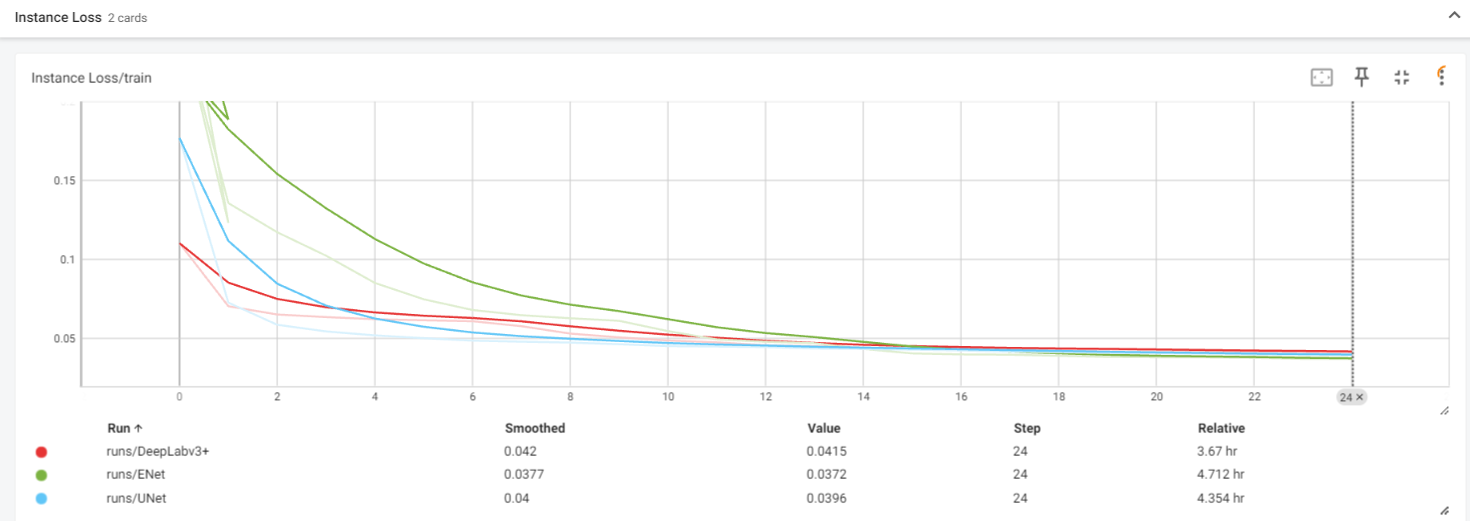 Instance Loss 2 cards
Instance Loss/train
0.15
0.1
0.05
0 2 4 6 8 10 12 14 16 18 20 22 24 ×
Run ↑ Smoothed Value Step Relative
runs/DeepLabv3+ 0.042 0.0415 24 3.67 hr
runs/ENet 0.0377 0.0372 24 4.712 hr
runs/UNet 0.04 0.0396 24 4.354 hr